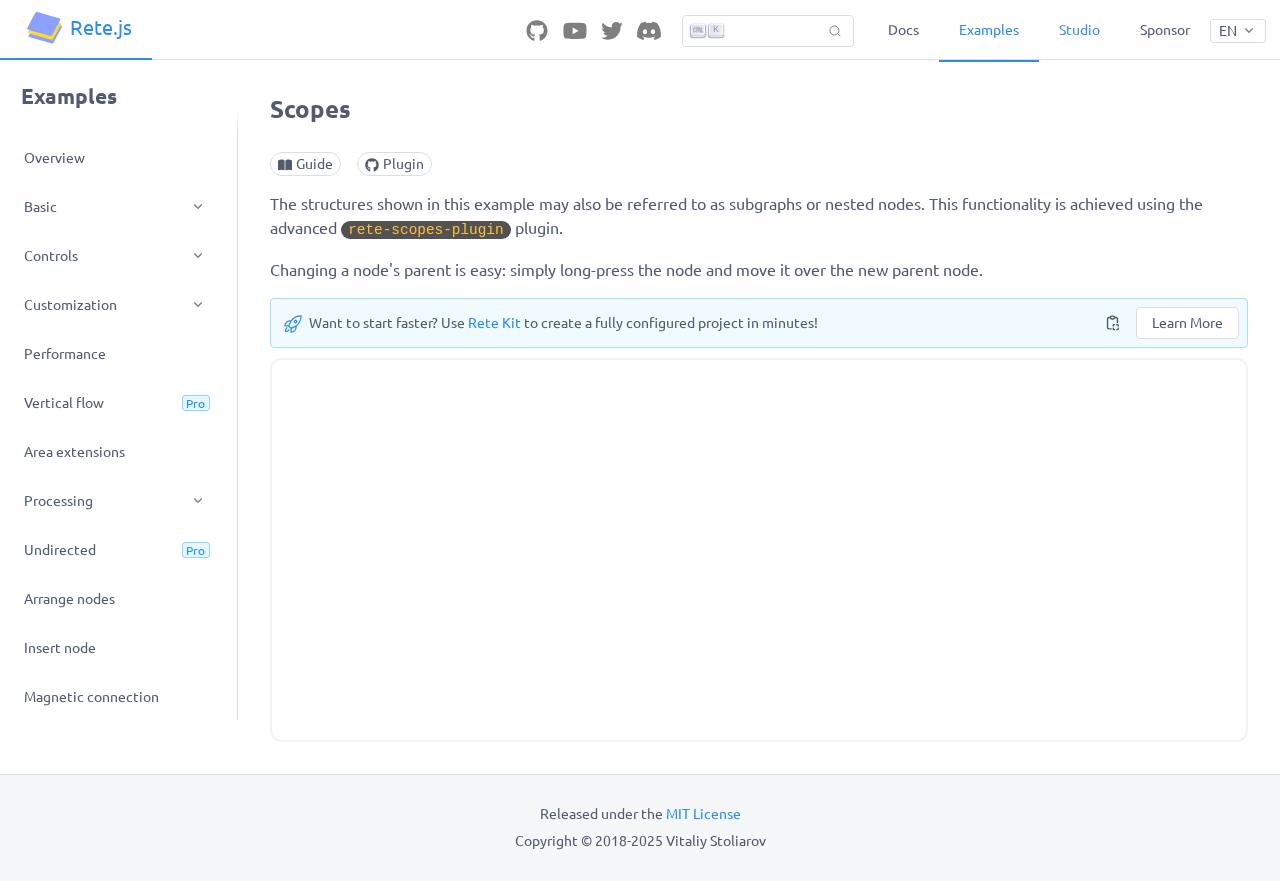 Rete.js
K
Docs
Examples
Studio
Sponsor
EN
Examples
Overview
Basic
Controls
Customization
Performance
Vertical flow
Pro
Area extensions
Processing
Undirected
Pro
Arrange nodes
Insert node
Magnetic connection
Scopes
Guide
Plugin
The structures shown in this example may also be referred to as subgraphs or nested nodes. This functionality is achieved using the
advanced rete-scopes-plugin plugin.
Changing a node's parent is easy: simply long-press the node and move it over the new parent node.
Want to start faster? Use Rete Kit to create a fully configured project in minutes!
Learn More
Released under the MIT License
Copyright © 2018-2025 Vitaliy Stoliarov